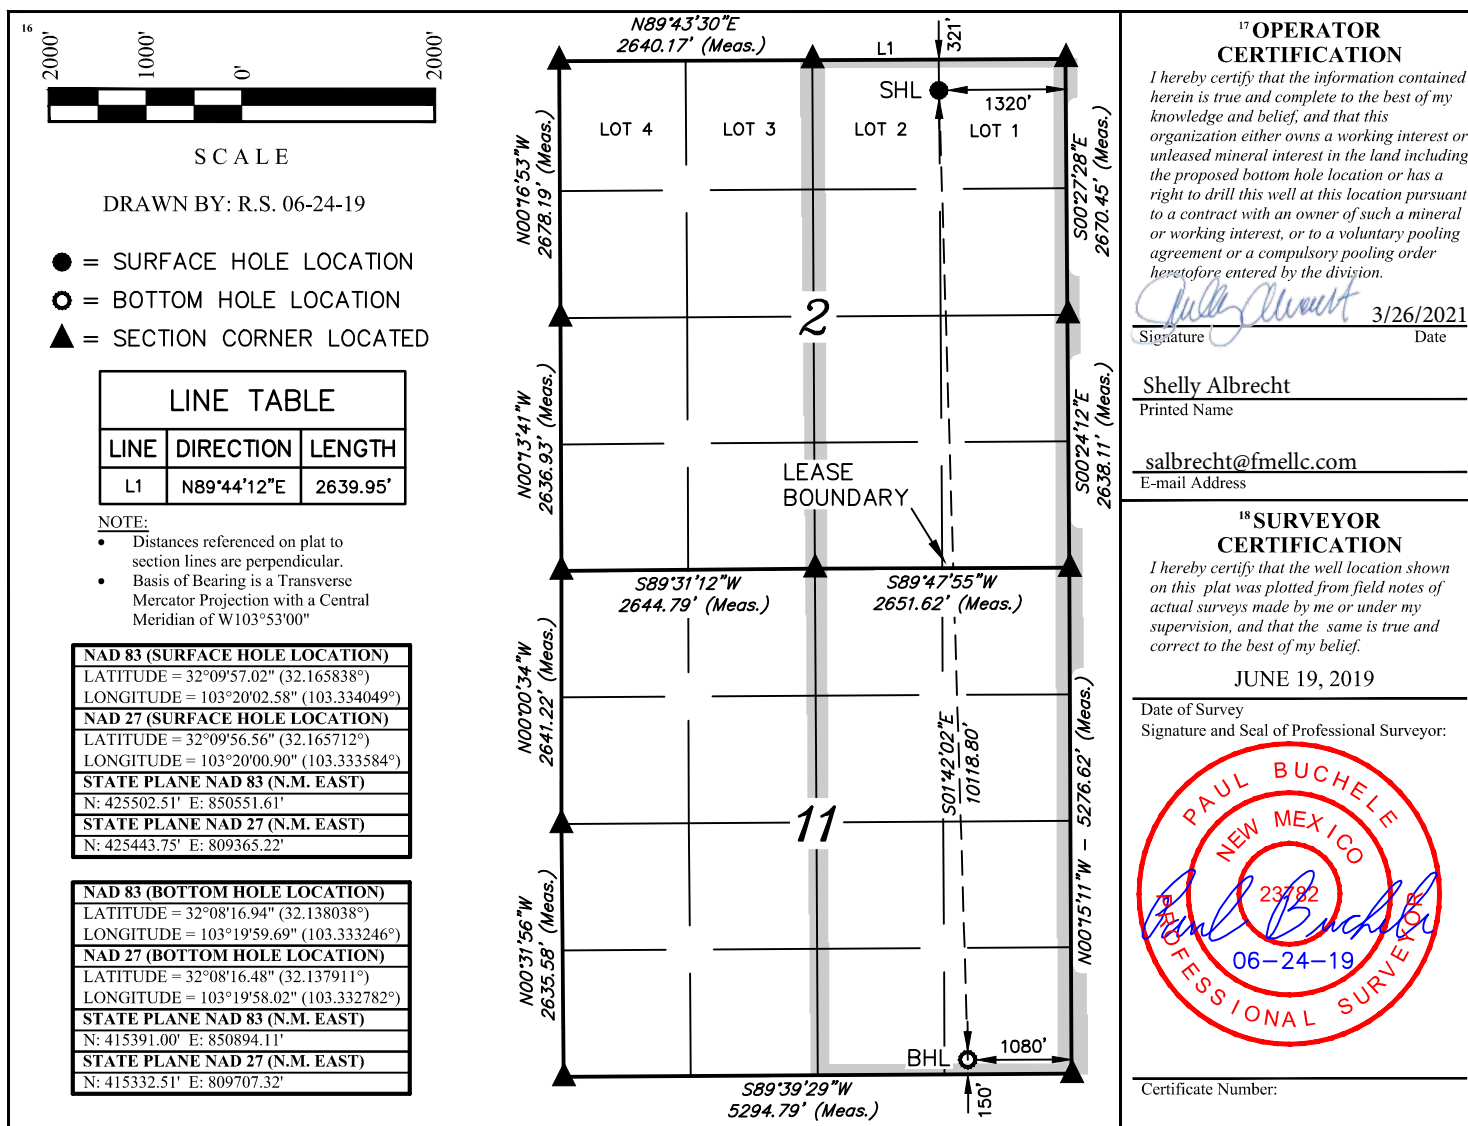 16
2000'
1000'
0'
2000'
SCALE
DRAWN BY: R.S. 06-24-19
= SURFACE HOLE LOCATION
= BOTTOM HOLE LOCATION
= SECTION CORNER LOCATED
LINE TABLE
LINE DIRECTION LENGTH
L1 N89°44'12"E 2639.95'
NOTE:
• Distances referenced on plat to
section lines are perpendicular.
• Basis of Bearing is a Transverse
Mercator Projection with a Central
Meridian of W103°53'00"
NAD 83 (SURFACE HOLE LOCATION)
LATITUDE = 32°09'57.02" (32.165838°)
LONGITUDE = 103°20'02.58" (103.334049°)
NAD 27 (SURFACE HOLE LOCATION)
LATITUDE = 32°09'56.56" (32.165712°)
LONGITUDE = 103°20'00.90" (103.333584°)
STATE PLANE NAD 83 (N.M. EAST)
N: 425502.51' E: 850551.61'
STATE PLANE NAD 27 (N.M. EAST)
N: 425443.75' E: 809365.22'
NAD 83 (BOTTOM HOLE LOCATION)
LATITUDE = 32°08'16.94" (32.138038°)
LONGITUDE = 103°19'59.69" (103.333246°)
NAD 27 (BOTTOM HOLE LOCATION)
LATITUDE = 32°08'16.48" (32.137911°)
LONGITUDE = 103°19'58.02" (103.332782°)
STATE PLANE NAD 83 (N.M. EAST)
N: 415391.00' E: 850894.11'
STATE PLANE NAD 27 (N.M. EAST)
N: 415332.51' E: 809707.32'
N89°43'30"E
2640.17' (Meas.)
L1
321'
SHL
1320'
LOT 4
LOT 3
LOT 2
LOT 1
N00°16'53"W
2678.19' (Meas.)
S00°27'28"E
2670.45' (Meas.)
2
N00°13'41"W
2636.93' (Meas.)
S00°24'12"E
2638.11' (Meas.)
LEASE
BOUNDARY
S89°31'12"W
2644.79' (Meas.)
S89°47'55"W
2651.62' (Meas.)
N00°00'34"W
2641.22' (Meas.)
S01°42'02"E
10118.80'
N00°15'11"W - 5276.62' (Meas.)
11
N00°31'56"W
2635.58' (Meas.)
BHL
1080'
150'
S89°39'29"W
5294.79' (Meas.)
17 OPERATOR
CERTIFICATION
I hereby certify that the information contained
herein is true and complete to the best of my
knowledge and belief, and that this
organization either owns a working interest or
unleased mineral interest in the land including
the proposed bottom hole location or has a
right to drill this well at this location pursuant
to a contract with an owner of such a mineral
or working interest, or to a voluntary pooling
agreement or a compulsory pooling order
heretofore entered by the division.
3/26/2021
Signature Date
Shelly Albrecht
Printed Name
salbrecht@fmellc.com
E-mail Address
18 SURVEYOR
CERTIFICATION
I hereby certify that the well location shown
on this plat was plotted from field notes of
actual surveys made by me or under my
supervision, and that the same is true and
correct to the best of my belief.
JUNE 19, 2019
Date of Survey
Signature and Seal of Professional Surveyor:
PAUL BUCHELE
NEW MEXICO
23782
Paul Buchele
06-24-19
PROFESSIONAL SURVEYOR
Certificate Number: